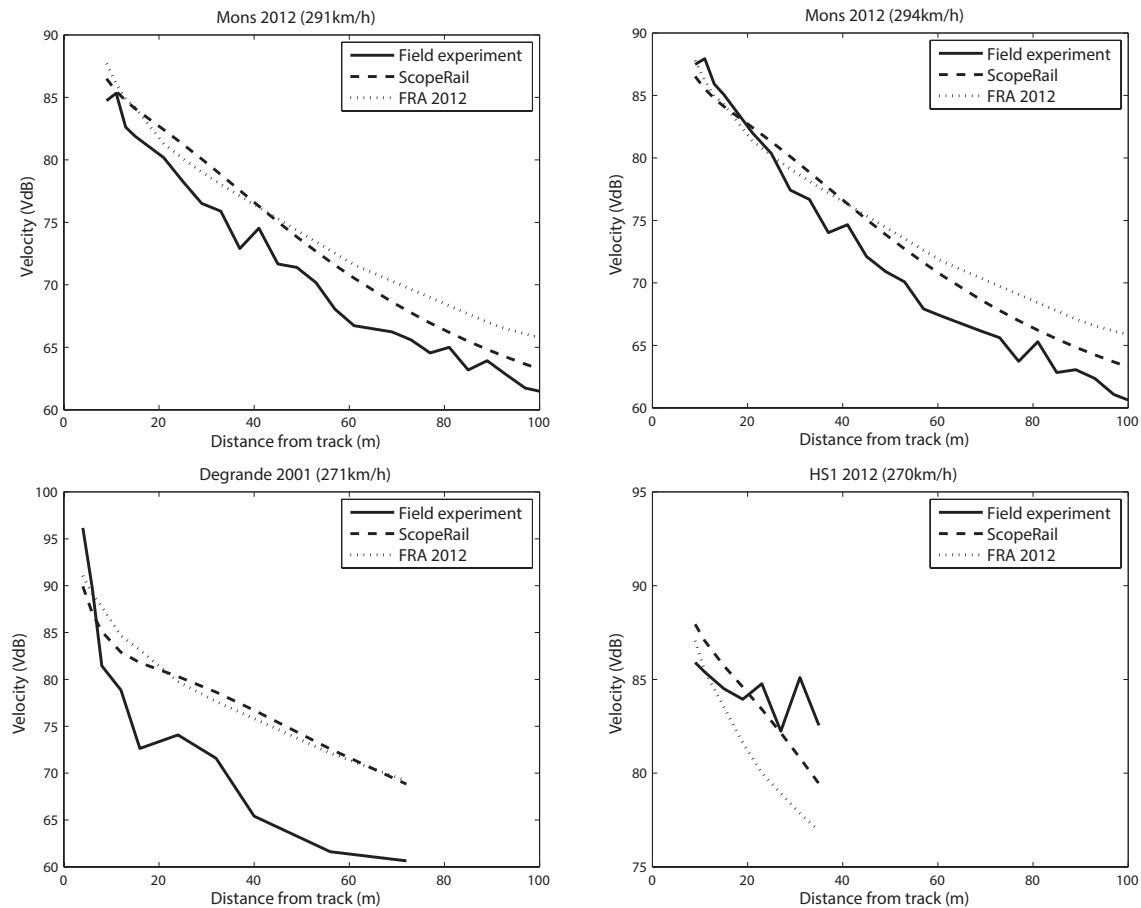 Mons 2012 (291km/h)
90
85
80
75
70
65
60
Velocity (VdB)
0 20 40 60 80 100
Distance from track (m)
Field experiment
ScopeRail
FRA 2012
Mons 2012 (294km/h)
90
85
80
75
70
65
60
Velocity (VdB)
0 20 40 60 80 100
Distance from track (m)
Field experiment
ScopeRail
FRA 2012
Degrande 2001 (271km/h)
100
95
90
85
80
75
70
65
60
Velocity (VdB)
0 20 40 60 80 100
Distance from track (m)
Field experiment
ScopeRail
FRA 2012
HS1 2012 (270km/h)
95
90
85
80
75
Velocity (VdB)
0 20 40 60 80 100
Distance from track (m)
Field experiment
ScopeRail
FRA 2012